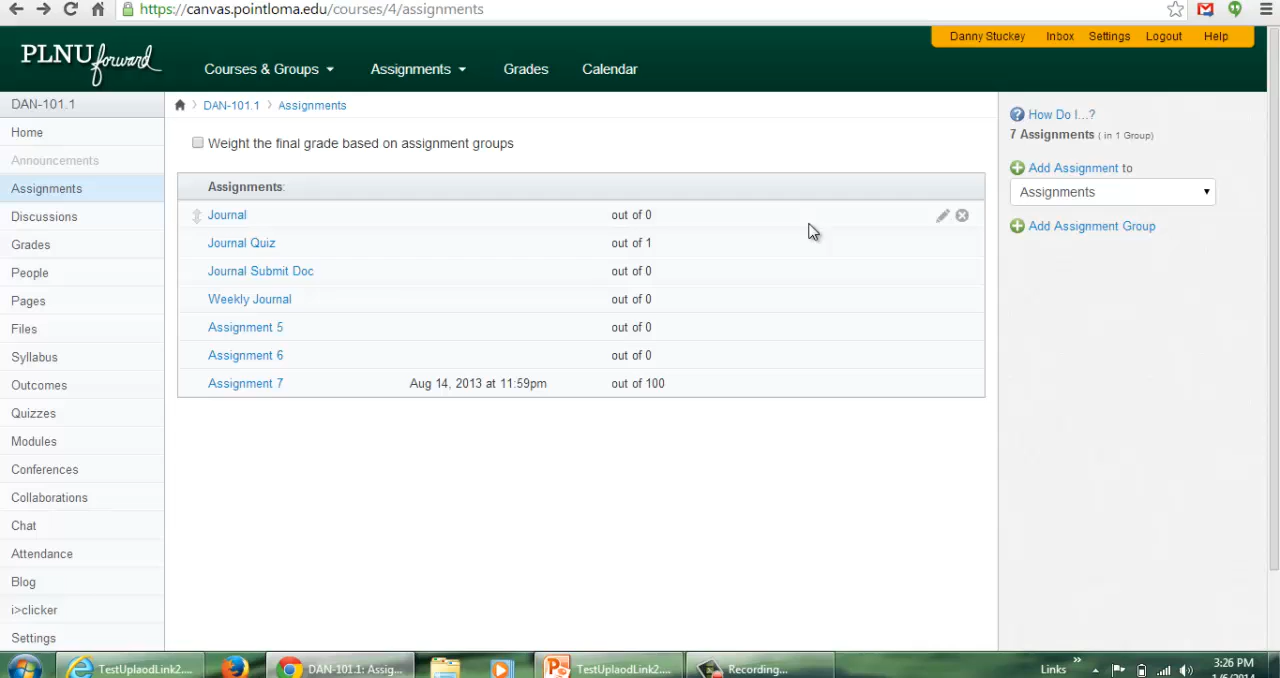 https://canvas.pointloma.edu/courses/4/assignments
Danny Stuckey Inbox Settings Logout Help
PLNU forward
Courses & Groups Assignments Grades Calendar
DAN-101.1
DAN-101.1 Assignments
Home
Announcements
Assignments
Discussions
Grades
People
Pages
Files
Syllabus
Outcomes
Quizzes
Modules
Conferences
Collaborations
Chat
Attendance
Blog
i>clicker
Settings
Weight the final grade based on assignment groups
Assignments:
Journal out of 0
Journal Quiz out of 1
Journal Submit Doc out of 0
Weekly Journal out of 0
Assignment 5 out of 0
Assignment 6 out of 0
Assignment 7 Aug 14, 2013 at 11:59pm out of 100
How Do I...?
7 Assignments ( in 1 Group)
Add Assignment to
Assignments
Add Assignment Group
TestUplaodLink2.... DAN-101.1: Assig... TestUplaodLink2.... Recording... Links » 3:26 PM
1/6/2014